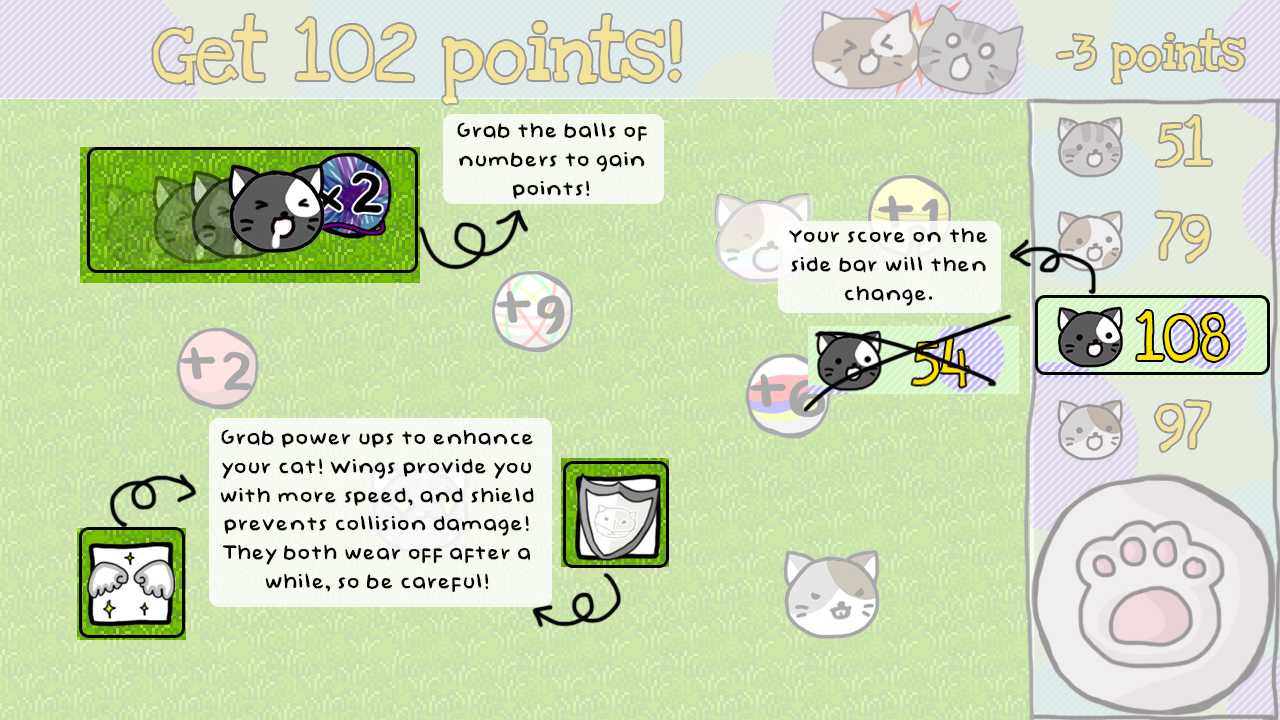 Get 102 points!
-3 points
Grab the balls of
numbers to gain
points!
×2
51
+1
79
Your score on the
side bar will then
change.
+9
108
+2
54
+6
97
Grab power ups to enhance
your cat! Wings provide you
with more speed, and shield
prevents collision damage!
They both wear off after a
while, so be careful!